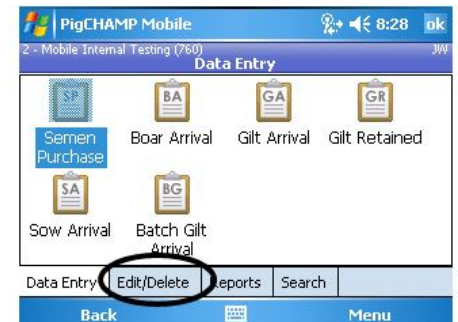 PigCHAMP Mobile 8:28 ok
2 - Mobile Internal Testing (760) JW
Data Entry
SP BA GA GR
Semen Purchase Boar Arrival Gilt Arrival Gilt Retained
SA BG
Sow Arrival Batch Gilt Arrival
Data Entry Edit/Delete Reports Search
Back Menu